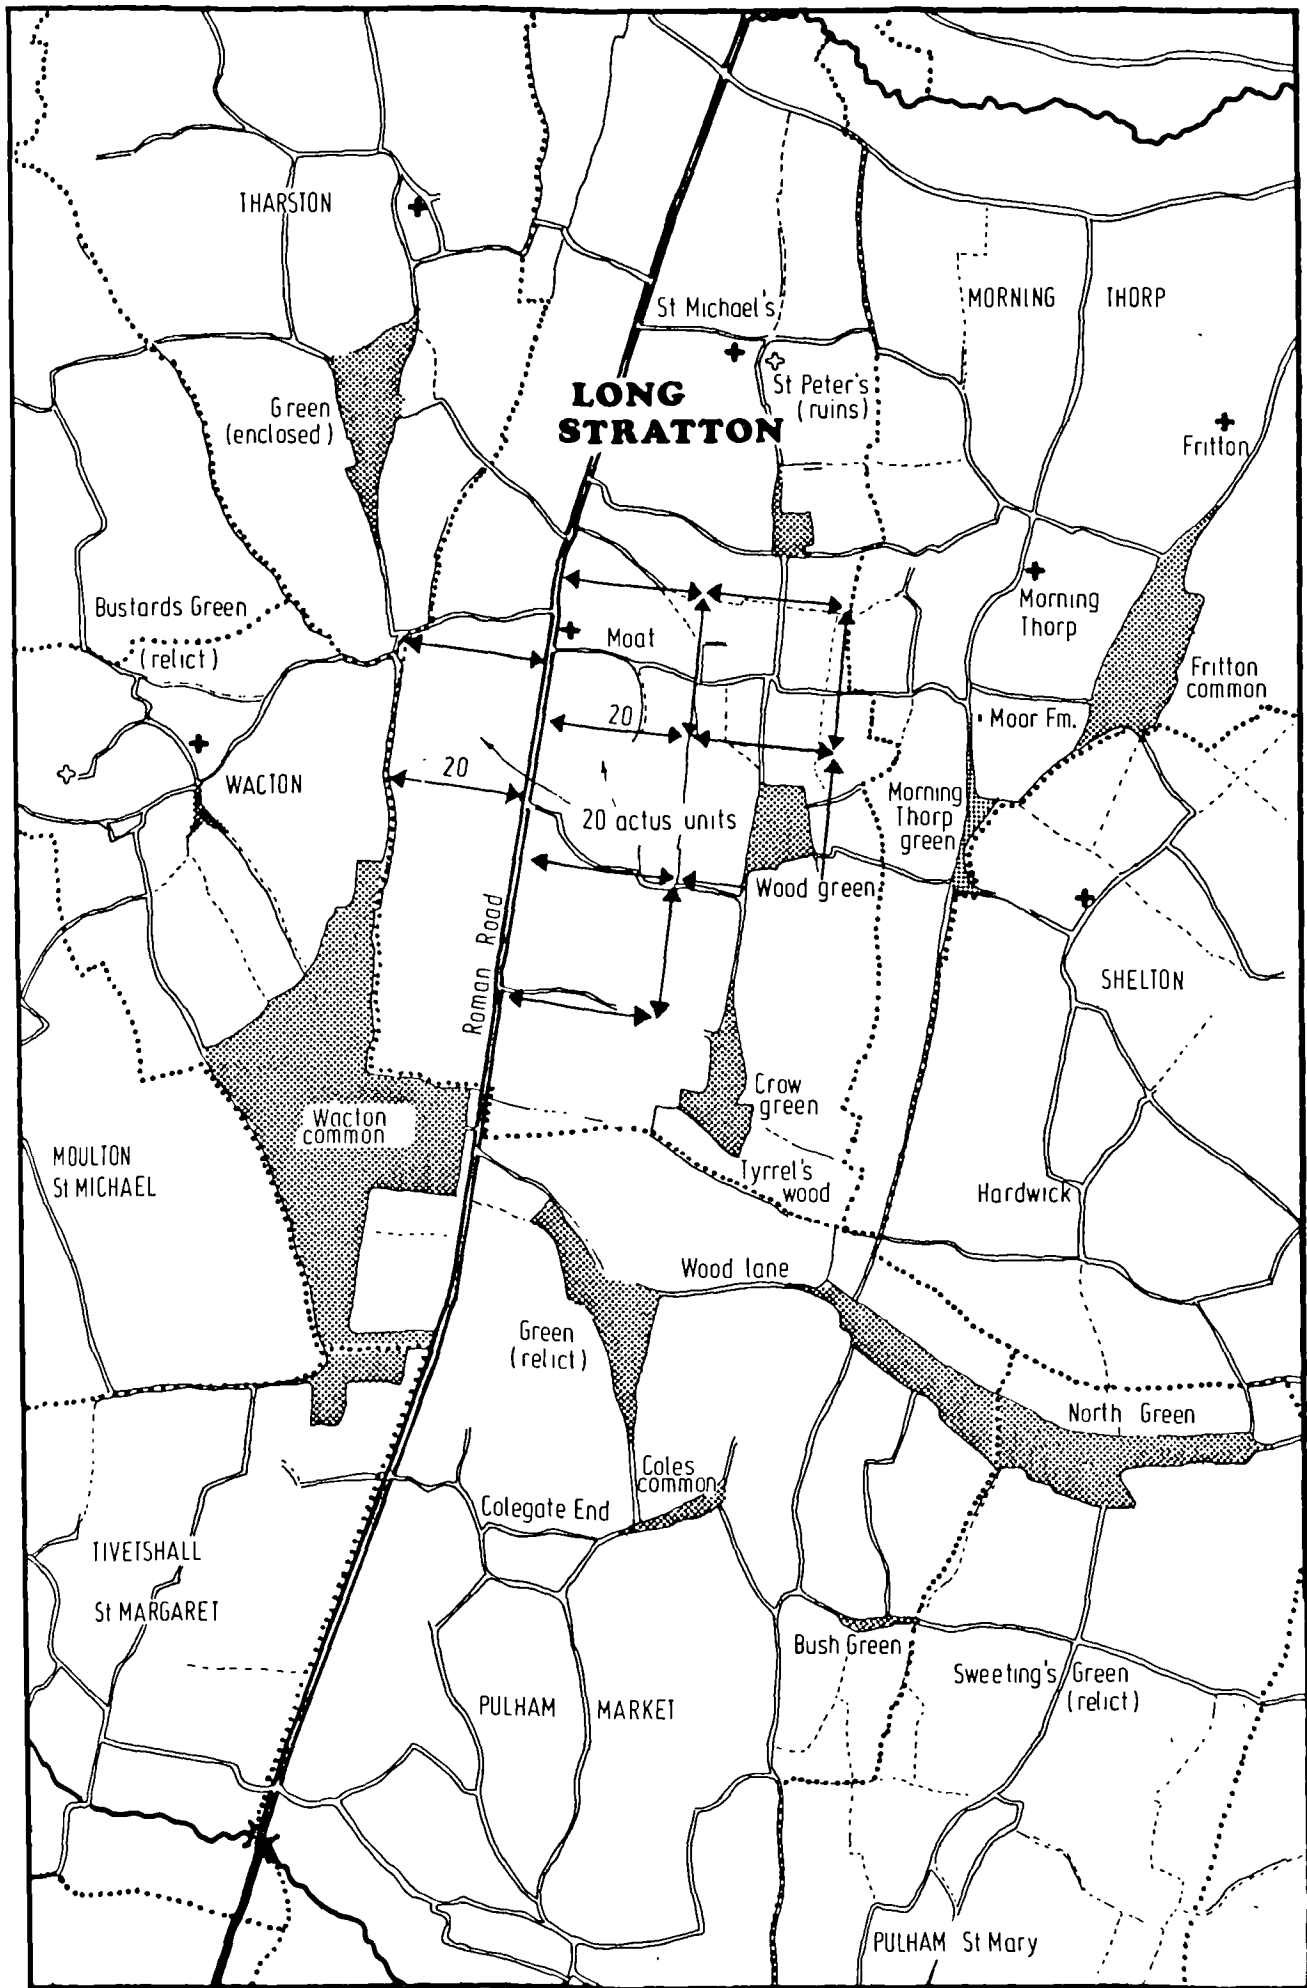 THARSTON
St Michael's
MORNING THORP
LONG
STRATTON
St Peter's
(ruins)
Green
(enclosed)
Fritton
Bustards Green
(relict)
Moat
Morning
Thorp
Fritton
common
20
Moor Fm.
WACTON
20
20 actus units
Morning
Thorp
green
Wood green
Roman Road
SHELTON
Crow
green
Wacton
common
MOULTON
St MICHAEL
Tyrrel's
wood
Hardwick
Wood lane
Green
(relict)
North Green
Coles
common
Colegate End
TIVETSHALL
St MARGARET
Bush Green
Sweeting's Green
(relict)
PULHAM MARKET
PULHAM St Mary